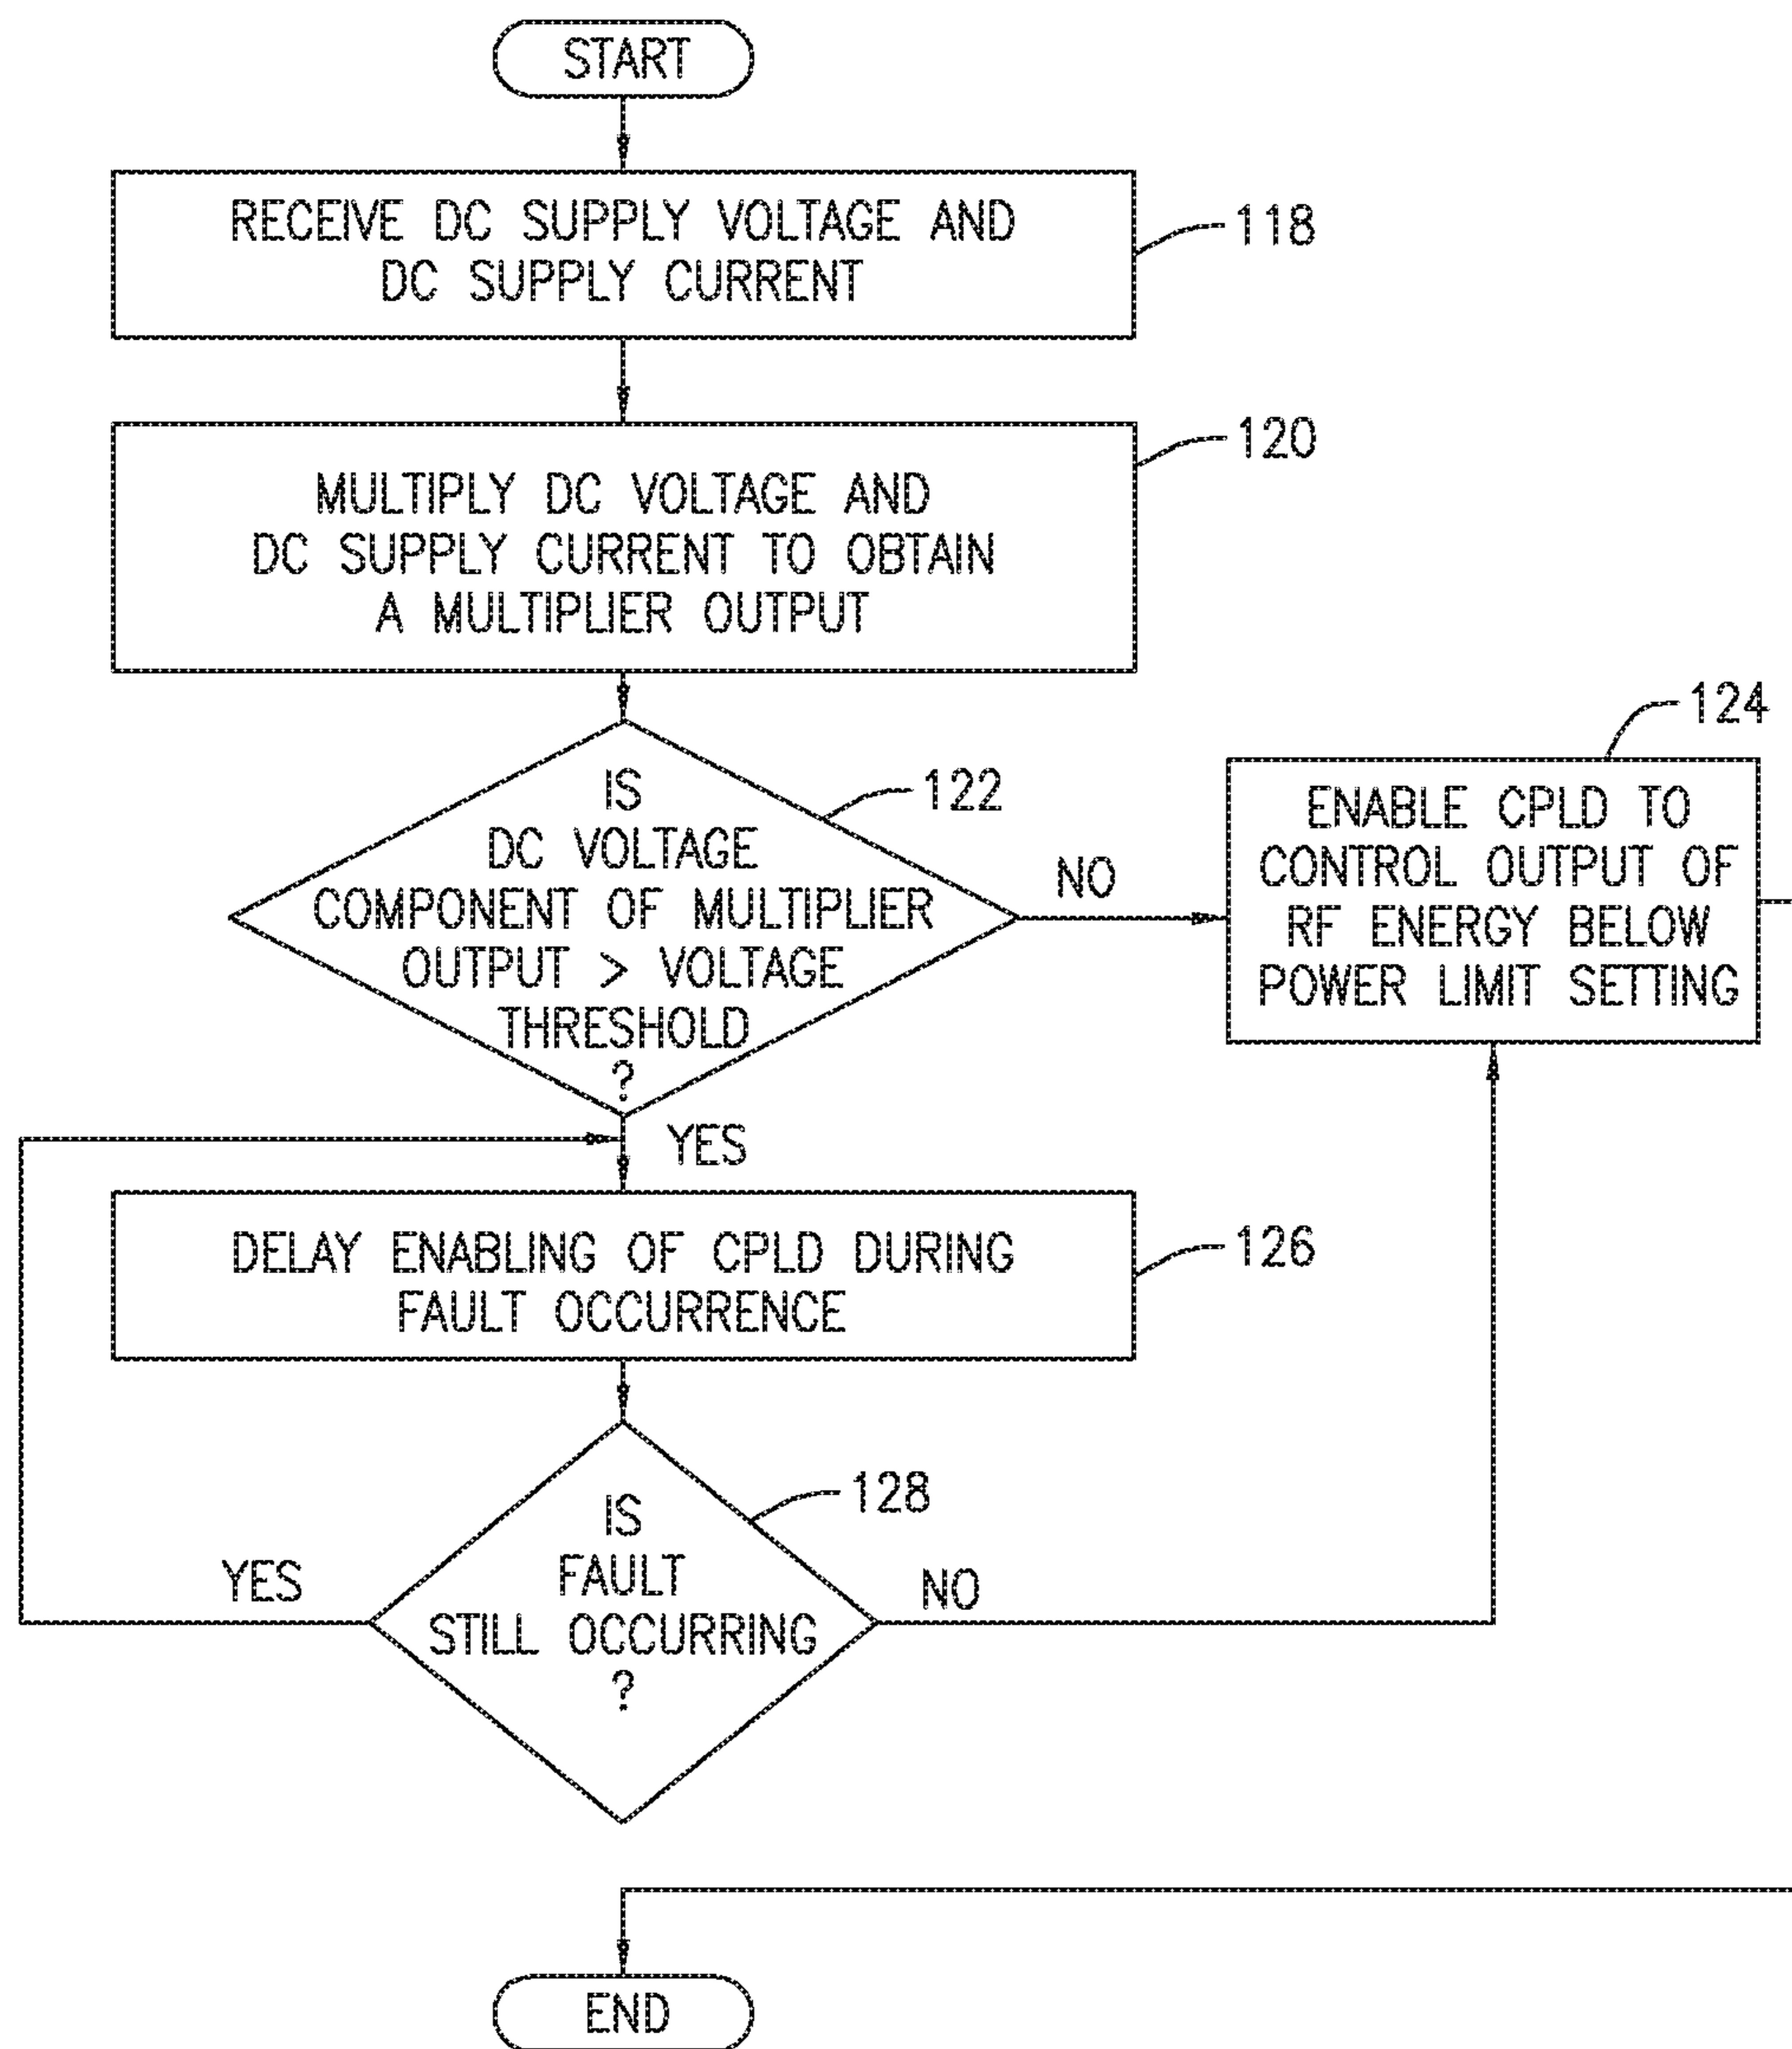 START
RECEIVE DC SUPPLY VOLTAGE AND
DC SUPPLY CURRENT
118
MULTIPLY DC VOLTAGE AND
DC SUPPLY CURRENT TO OBTAIN
A MULTIPLIER OUTPUT
120
IS
DC VOLTAGE
COMPONENT OF MULTIPLIER
OUTPUT > VOLTAGE
THRESHOLD
?
122
NO
124
ENABLE CPLD TO
CONTROL OUTPUT OF
RF ENERGY BELOW
POWER LIMIT SETTING
YES
DELAY ENABLING OF CPLD DURING
FAULT OCCURRENCE
126
IS
FAULT
STILL OCCURRING
?
128
YES
NO
END